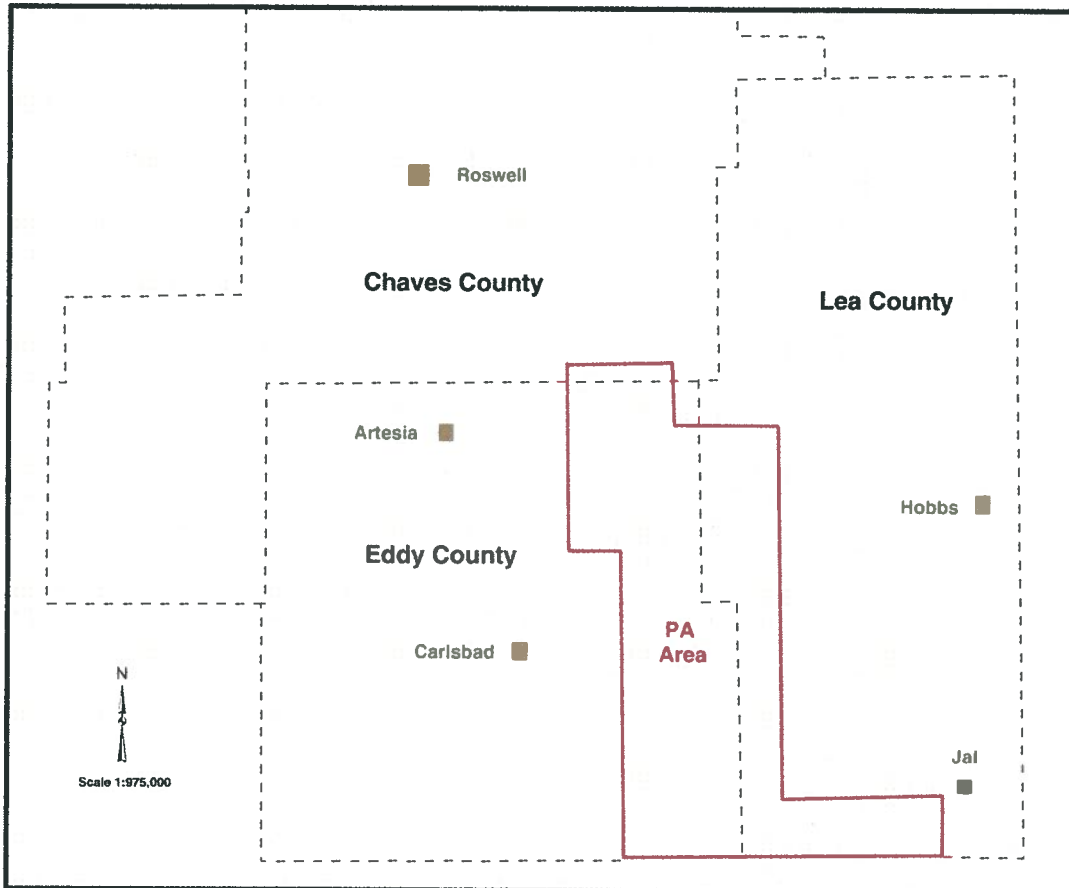 Roswell
Chaves County
Lea County
Artesia
Hobbs
Eddy County
PA
Area
Carlsbad
N
Jal
Scale 1:975,000